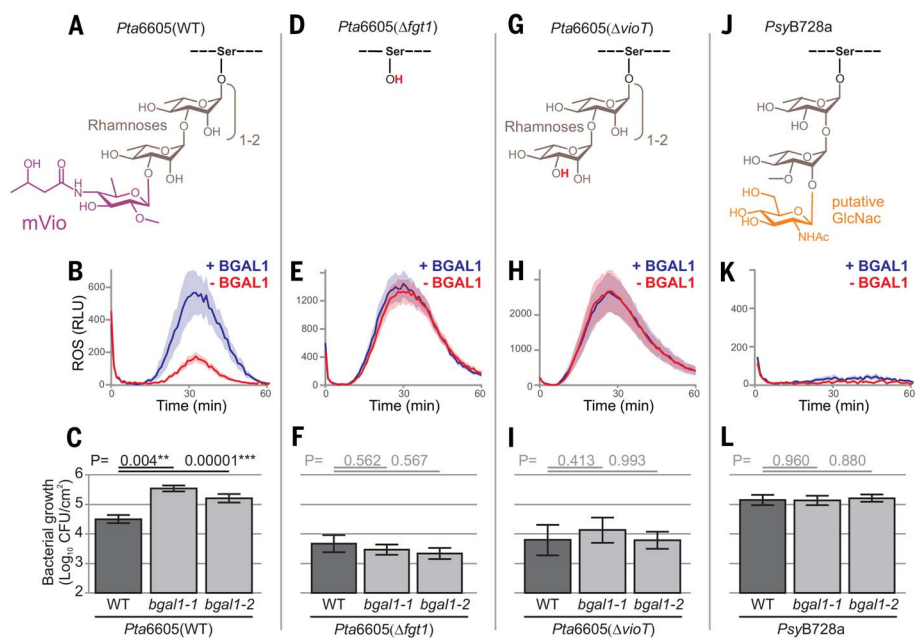 A Pta6605(WT)
---Ser---
O
HO
O
O
HO
OH
1-2
Rhamnoses
O
HO
O
OH
OH
O
N
H
O
O
HO
O
mVio
D Pta6605(Δfgt1)
---Ser---
OH
G Pta6605(ΔvioT)
---Ser---
O
HO
O
O
OH
1-2
Rhamnoses
HO
O
O
OH
H
J PsyB728a
---Ser---
O
HO
O
HO
O
HO
O
O
O
HO
HO
HO
O
NHAc
putative
GlcNac
B
+ BGAL1
- BGAL1
ROS (RLU)
600
400
200
0
0
30
60
Time (min)
E
+ BGAL1
- BGAL1
1200
800
400
0
0
30
60
Time (min)
H
+ BGAL1
- BGAL1
3000
2000
1000
0
0
30
60
Time (min)
K
+ BGAL1
- BGAL1
200
0
0
30
60
Time (min)
C
P= 0.004** 0.00001***
Bacterial growth
(Log10 CFU/cm²)
6
5
4
3
2
WT bgal1-1 bgal1-2
Pta6605(WT)
F
P= 0.562 0.567
WT bgal1-1 bgal1-2
Pta6605(Δfgt1)
I
P= 0.413 0.993
WT bgal1-1 bgal1-2
Pta6605(ΔvioT)
L
P= 0.960 0.880
WT bgal1-1 bgal1-2
PsyB728a